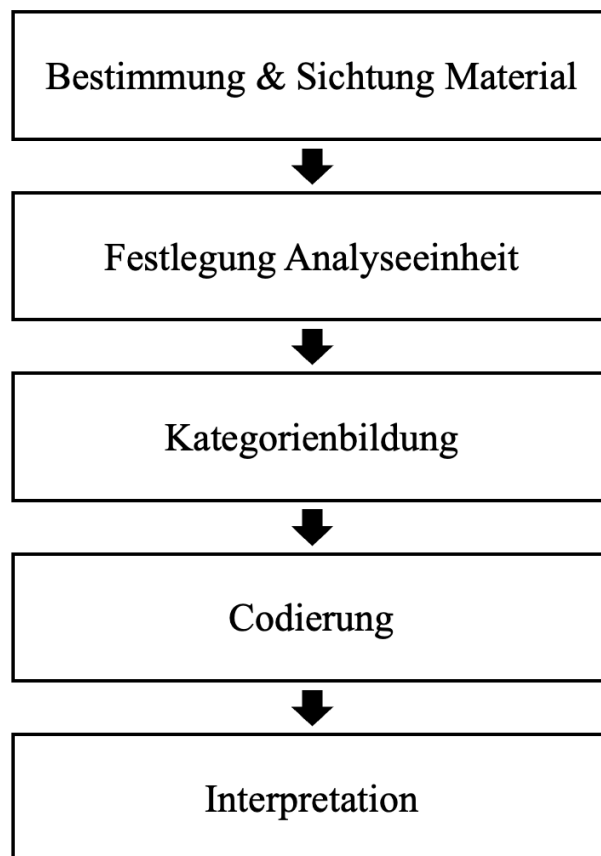 Bestimmung & Sichtung Material
Festlegung Analyseeinheit
Kategorienbildung
Codierung
Interpretation